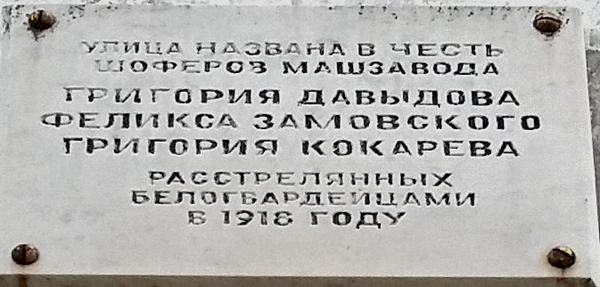 УЛИЦА НАЗВАНА В ЧЕСТЬ
ШОФЕРОВ МАШЗАВОДА
ГРИГОРИЯ ДАВЫДОВА
ФЕЛИКСА ЗАМОВСКОГО
ГРИГОРИЯ КОКАРЕВА
РАССТРЕЛЯННЫХ
БЕЛОГВАРДЕЙЦАМИ
В 1918 ГОДУ